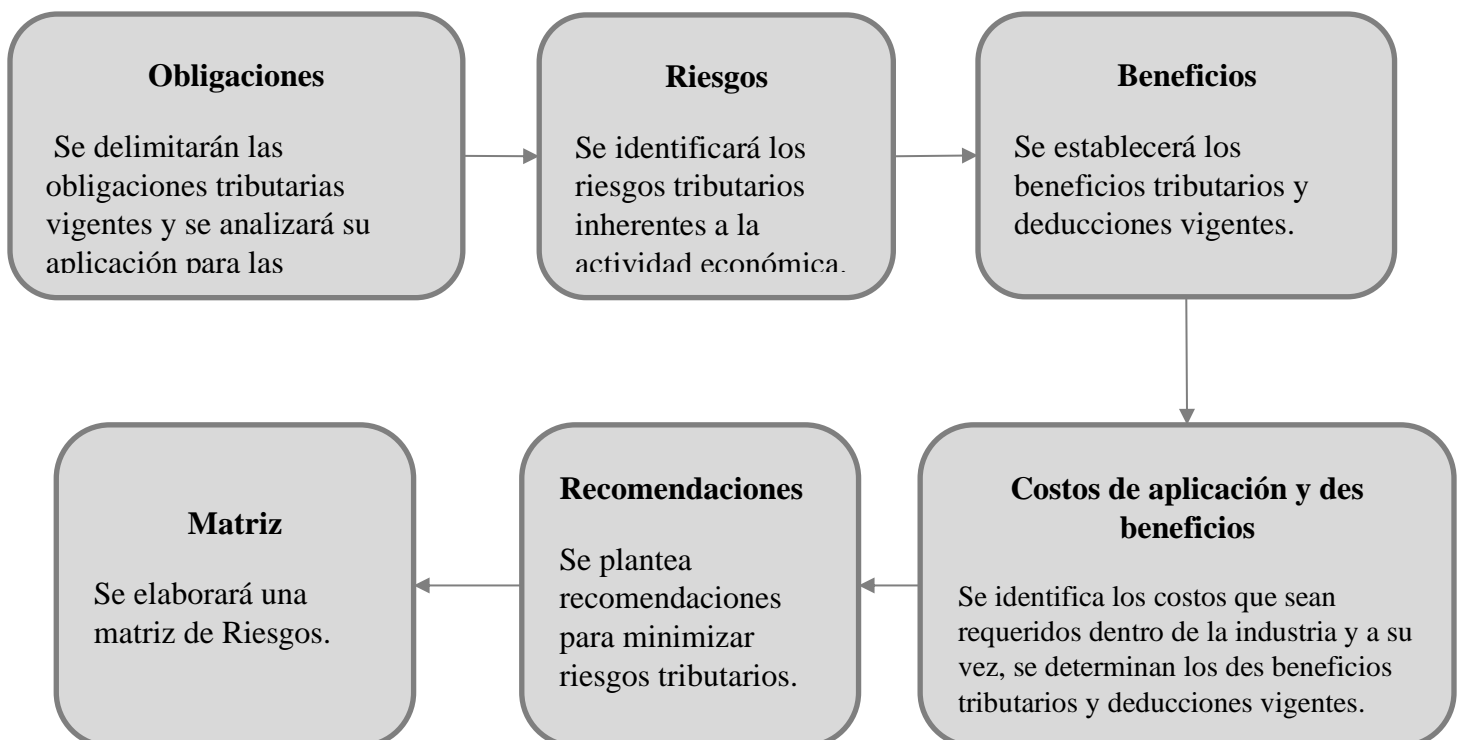 Obligaciones
Se delimitarán las
obligaciones tributarias
vigentes y se analizará su
aplicación para las
Riesgos
Se identificará los
riesgos tributarios
inherentes a la
actividad económica.
Beneficios
Se establecerá los
beneficios tributarios y
deducciones vigentes.
Costos de aplicación y des
beneficios
Se identifica los costos que sean
requeridos dentro de la industria y a su
vez, se determinan los des beneficios
tributarios y deducciones vigentes.
Recomendaciones
Se plantea
recomendaciones
para minimizar
riesgos tributarios.
Matriz
Se elaborará una
matriz de Riesgos.